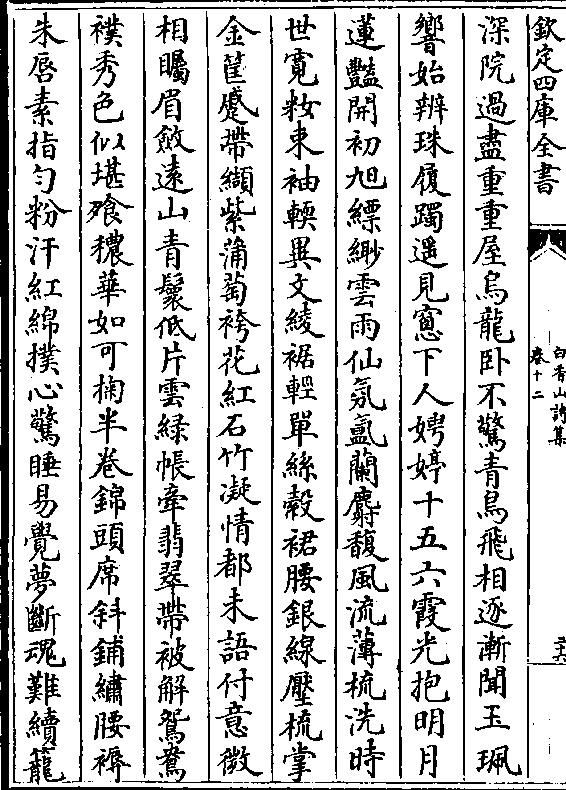 欽定四庫全書
白香山詩集
卷十二
深院過盡重重屋烏龍卧不驚青鳥飛相逐漸聞玉珮
響始辨珠履躅遥見窓下人娉婷十五六霞光抱明月
蓮豔開初旭縹緲雲雨仙氛氲蘭麝馥風流薄梳洗時
世寛粧束袖輭異文綾裾輕單絲縠裙腰銀線壓梳掌
金筐蹙帶纈紫蒲萄袴花紅石竹凝情都未語付意微
相矚眉斂遠山青鬟低片雲綠帳牽翡翠帶被解鴛鴦
襆秀色似堪飡穠華如可掬半卷錦頭席斜鋪繡腰褥
朱唇素指匀粉汗紅綿撲心驚睡易覺夢斷魂難續籠